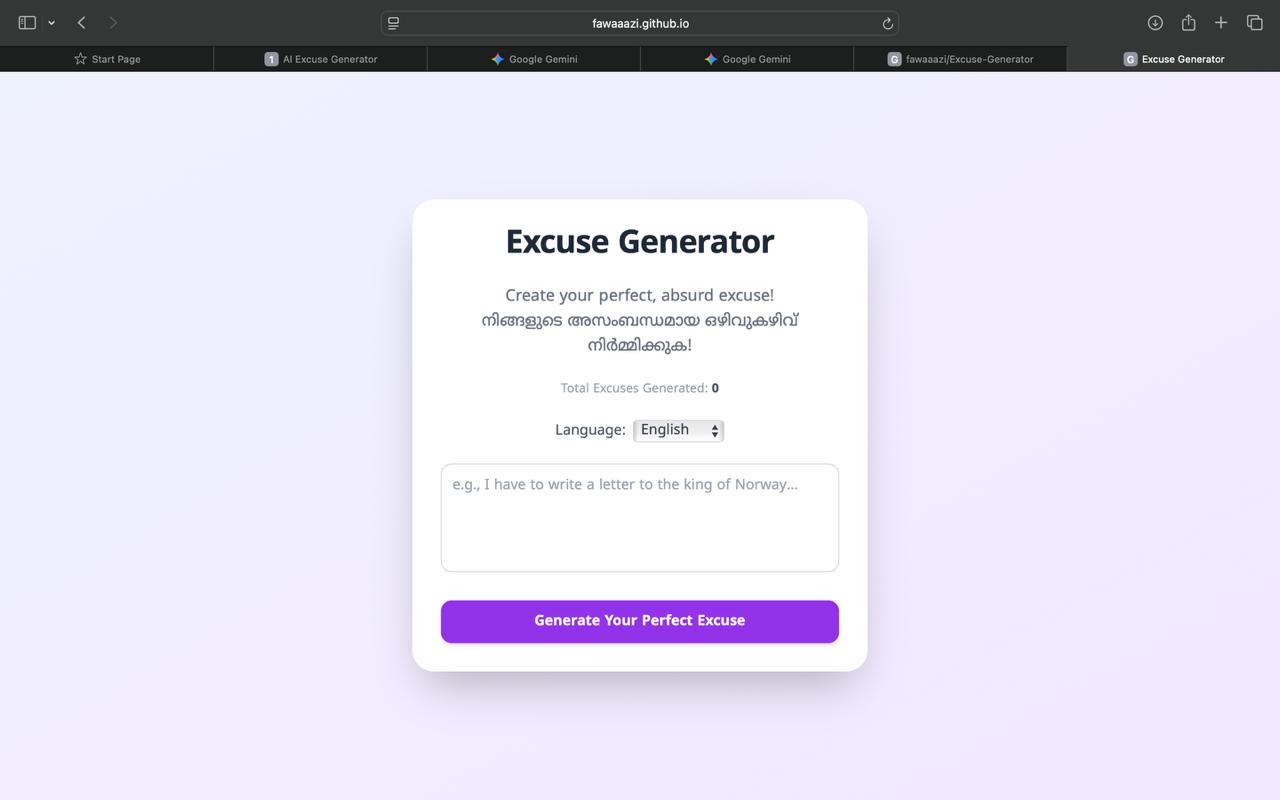 fawaaazi.github.io
Start Page
1 AI Excuse Generator
Google Gemini
Google Gemini
G fawaaazi/Excuse-Generator
G Excuse Generator
Excuse Generator
Create your perfect, absurd excuse!
നിങ്ങളുടെ അസംബന്ധമായ ഒഴിവുകഴിവ്
നിർമ്മിക്കുക!
Total Excuses Generated: 0
Language: English
e.g., I have to write a letter to the king of Norway...
Generate Your Perfect Excuse